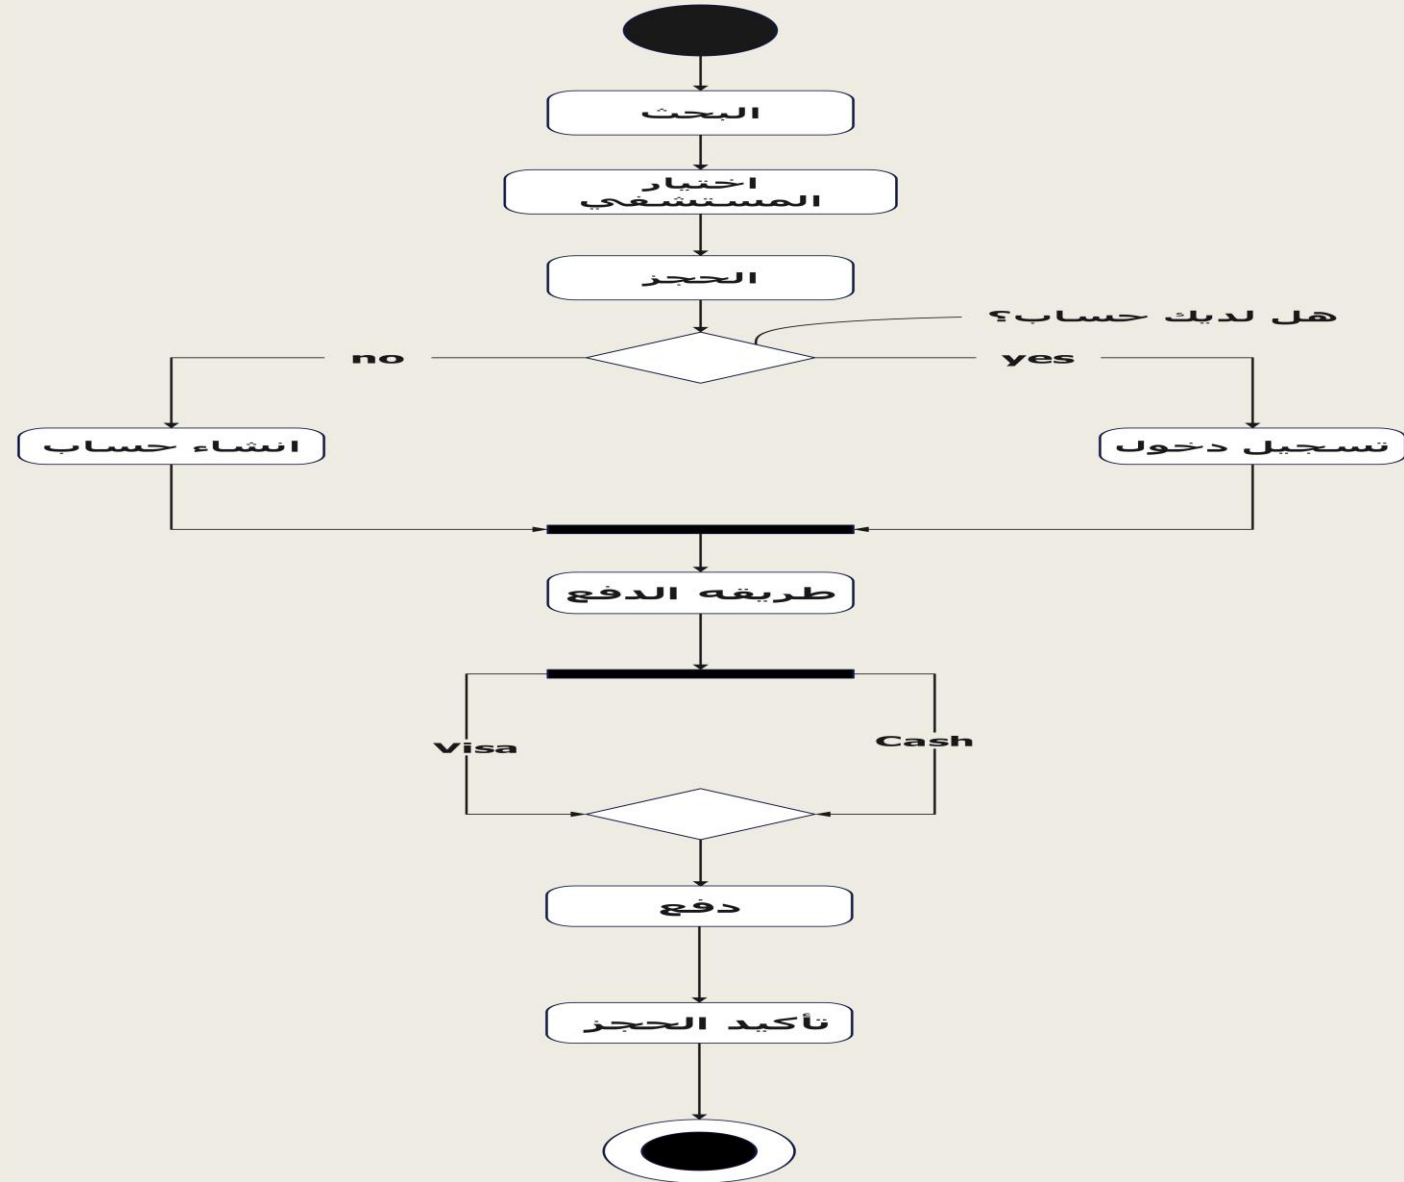 البحث
اختيار
المستشفي
الحجز
هل لديك حساب؟
no
yes
انشاء حساب
تسجيل دخول
طريقه الدفع
Visa
Cash
دفع
تأكيد الحجز